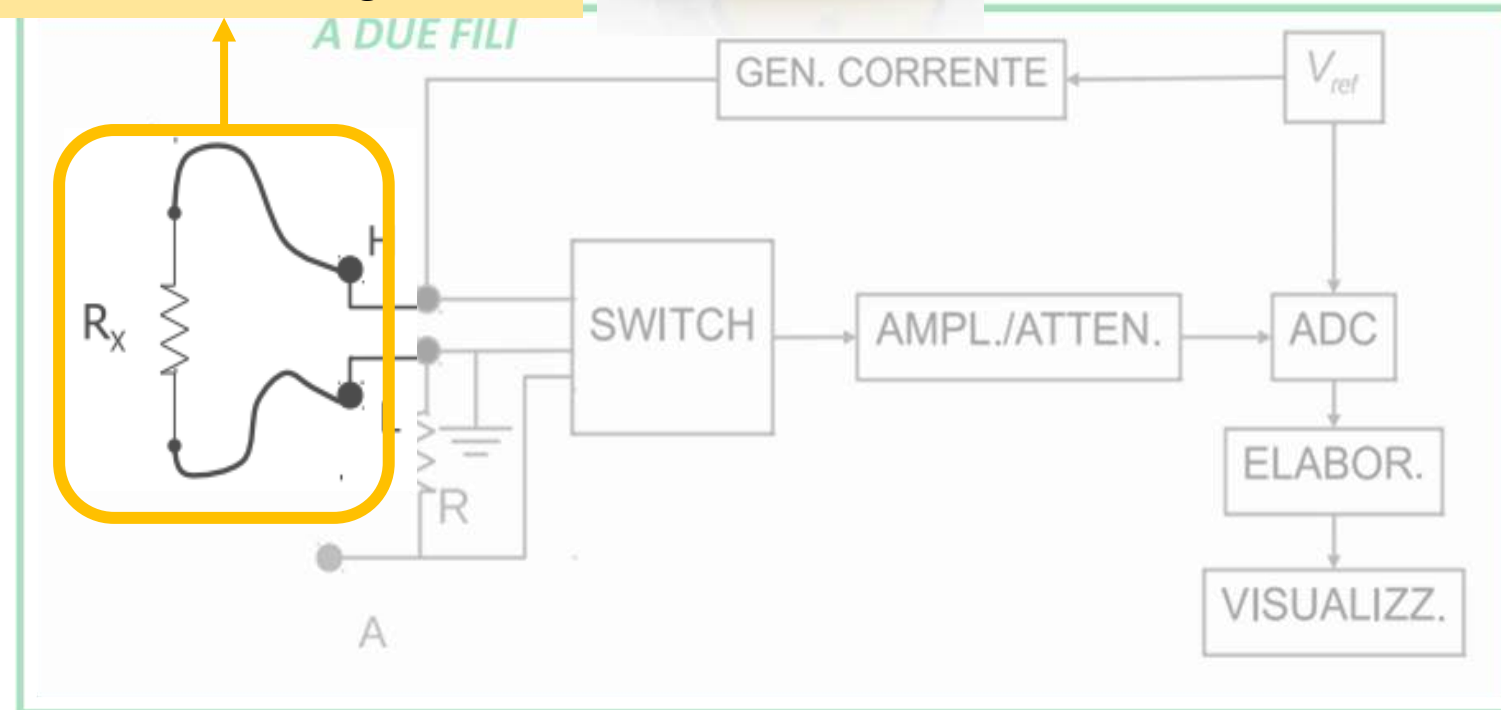 A DUE FILI
GEN. CORRENTE
Vref
H
RX
SWITCH
AMPL./ATTEN.
ADC
L
ELABOR.
R
VISUALIZZ.
A